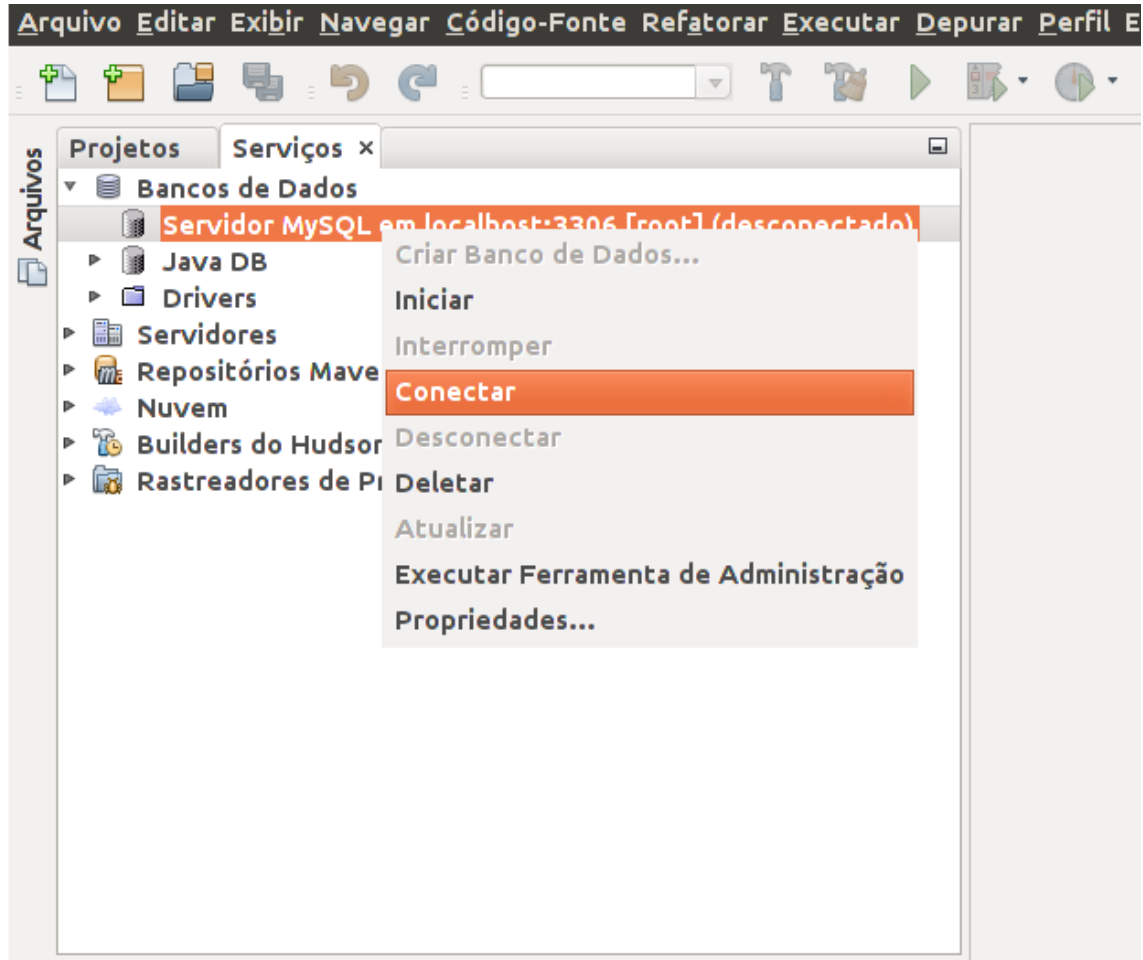 Arquivo Editar Exibir Navegar Código-Fonte Refatorar Executar Depurar Perfil E
Arquivos
Projetos Serviços ×
Bancos de Dados
Servidor MySQL em localhost:3306 [root] (desconectado)
Java DB
Drivers
Servidores
Repositórios Mave
Nuvem
Builders do Hudson
Rastreadores de Pr
Criar Banco de Dados...
Iniciar
Interromper
Conectar
Desconectar
Deletar
Atualizar
Executar Ferramenta de Administração
Propriedades...